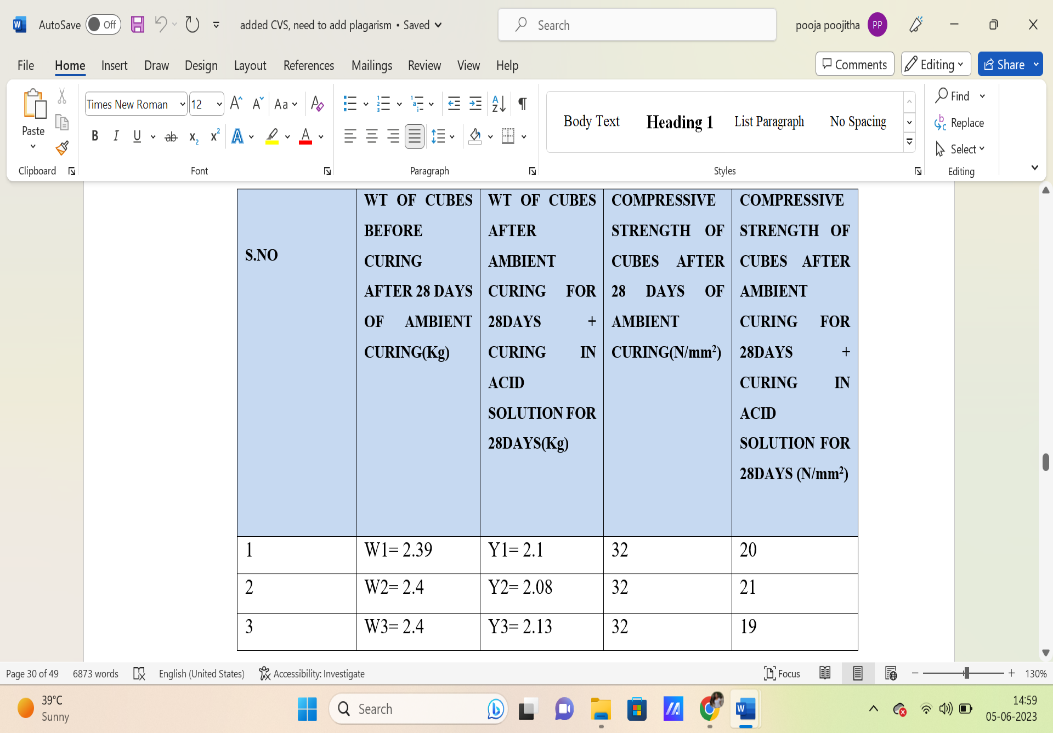 AutoSave Off added CVS, need to add plagarism • Saved Search pooja poojitha PP
File Home Insert Draw Design Layout References Mailings Review View Help Comments Editing Share
Paste
Times New Roman 12 A A Aa A
B I U ab x₂ x² A A
Body Text Heading 1 List Paragraph No Spacing
Find
Replace
Select
Clipboard Font Paragraph Styles Editing
S.NO
WT OF CUBES
BEFORE
CURING
AFTER 28 DAYS
OF AMBIENT
CURING(Kg)
WT OF CUBES
AFTER
AMBIENT
CURING FOR
28DAYS +
CURING IN
ACID
SOLUTION FOR
28DAYS(Kg)
COMPRESSIVE
STRENGTH OF
CUBES AFTER
28 DAYS OF
AMBIENT
CURING(N/mm²)
COMPRESSIVE
STRENGTH OF
CUBES AFTER
AMBIENT
CURING FOR
28DAYS +
CURING IN
ACID
SOLUTION FOR
28DAYS (N/mm²)
1 W1= 2.39 Y1= 2.1 32 20
2 W2= 2.4 Y2= 2.08 32 21
3 W3= 2.4 Y3= 2.13 32 19
Page 30 of 49 6873 words English (United States) Accessibility: Investigate Focus 130%
39°C
Sunny
Search
14:59
05-06-2023